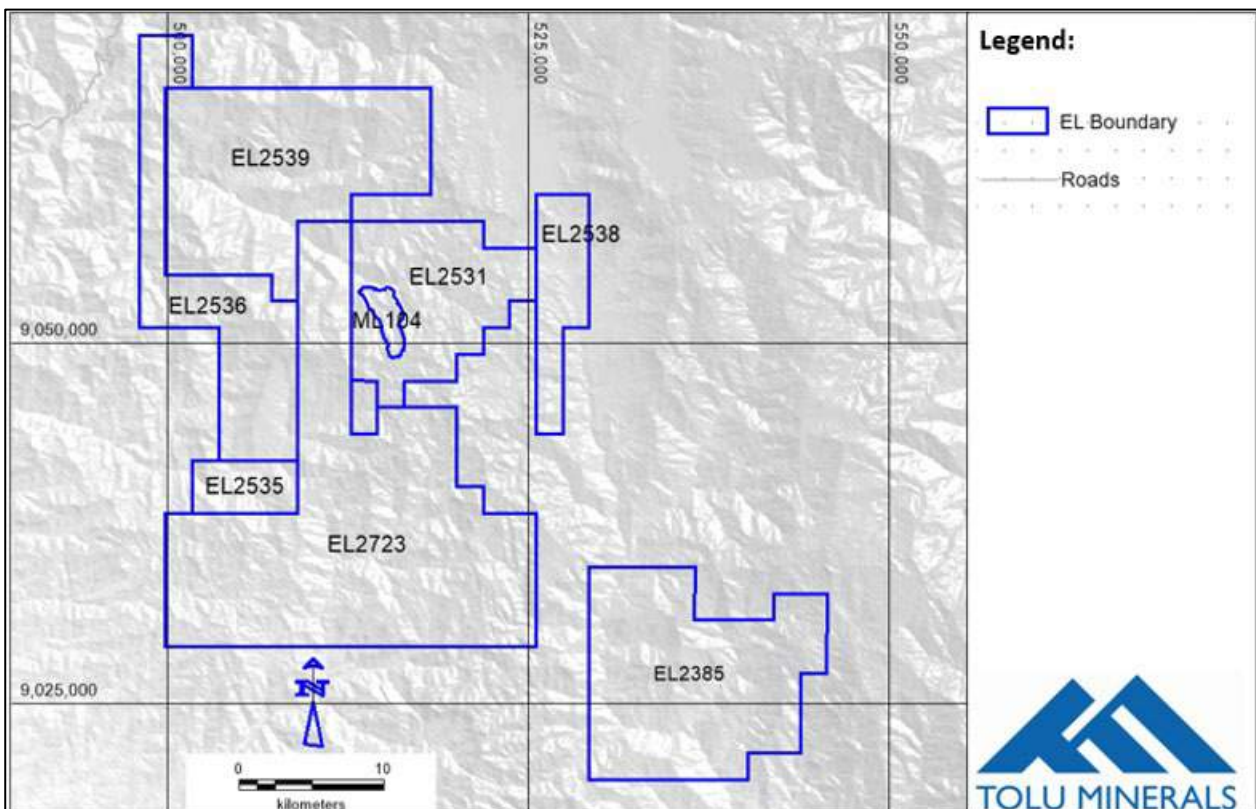 500,000
525,000
550,000
Legend:
EL Boundary
Roads
EL2539
EL2538
EL2531
EL2536
ML104
9,050,000
EL2535
EL2723
EL2385
9,025,000
N
0 10
kilometers
TOLU MINERALS